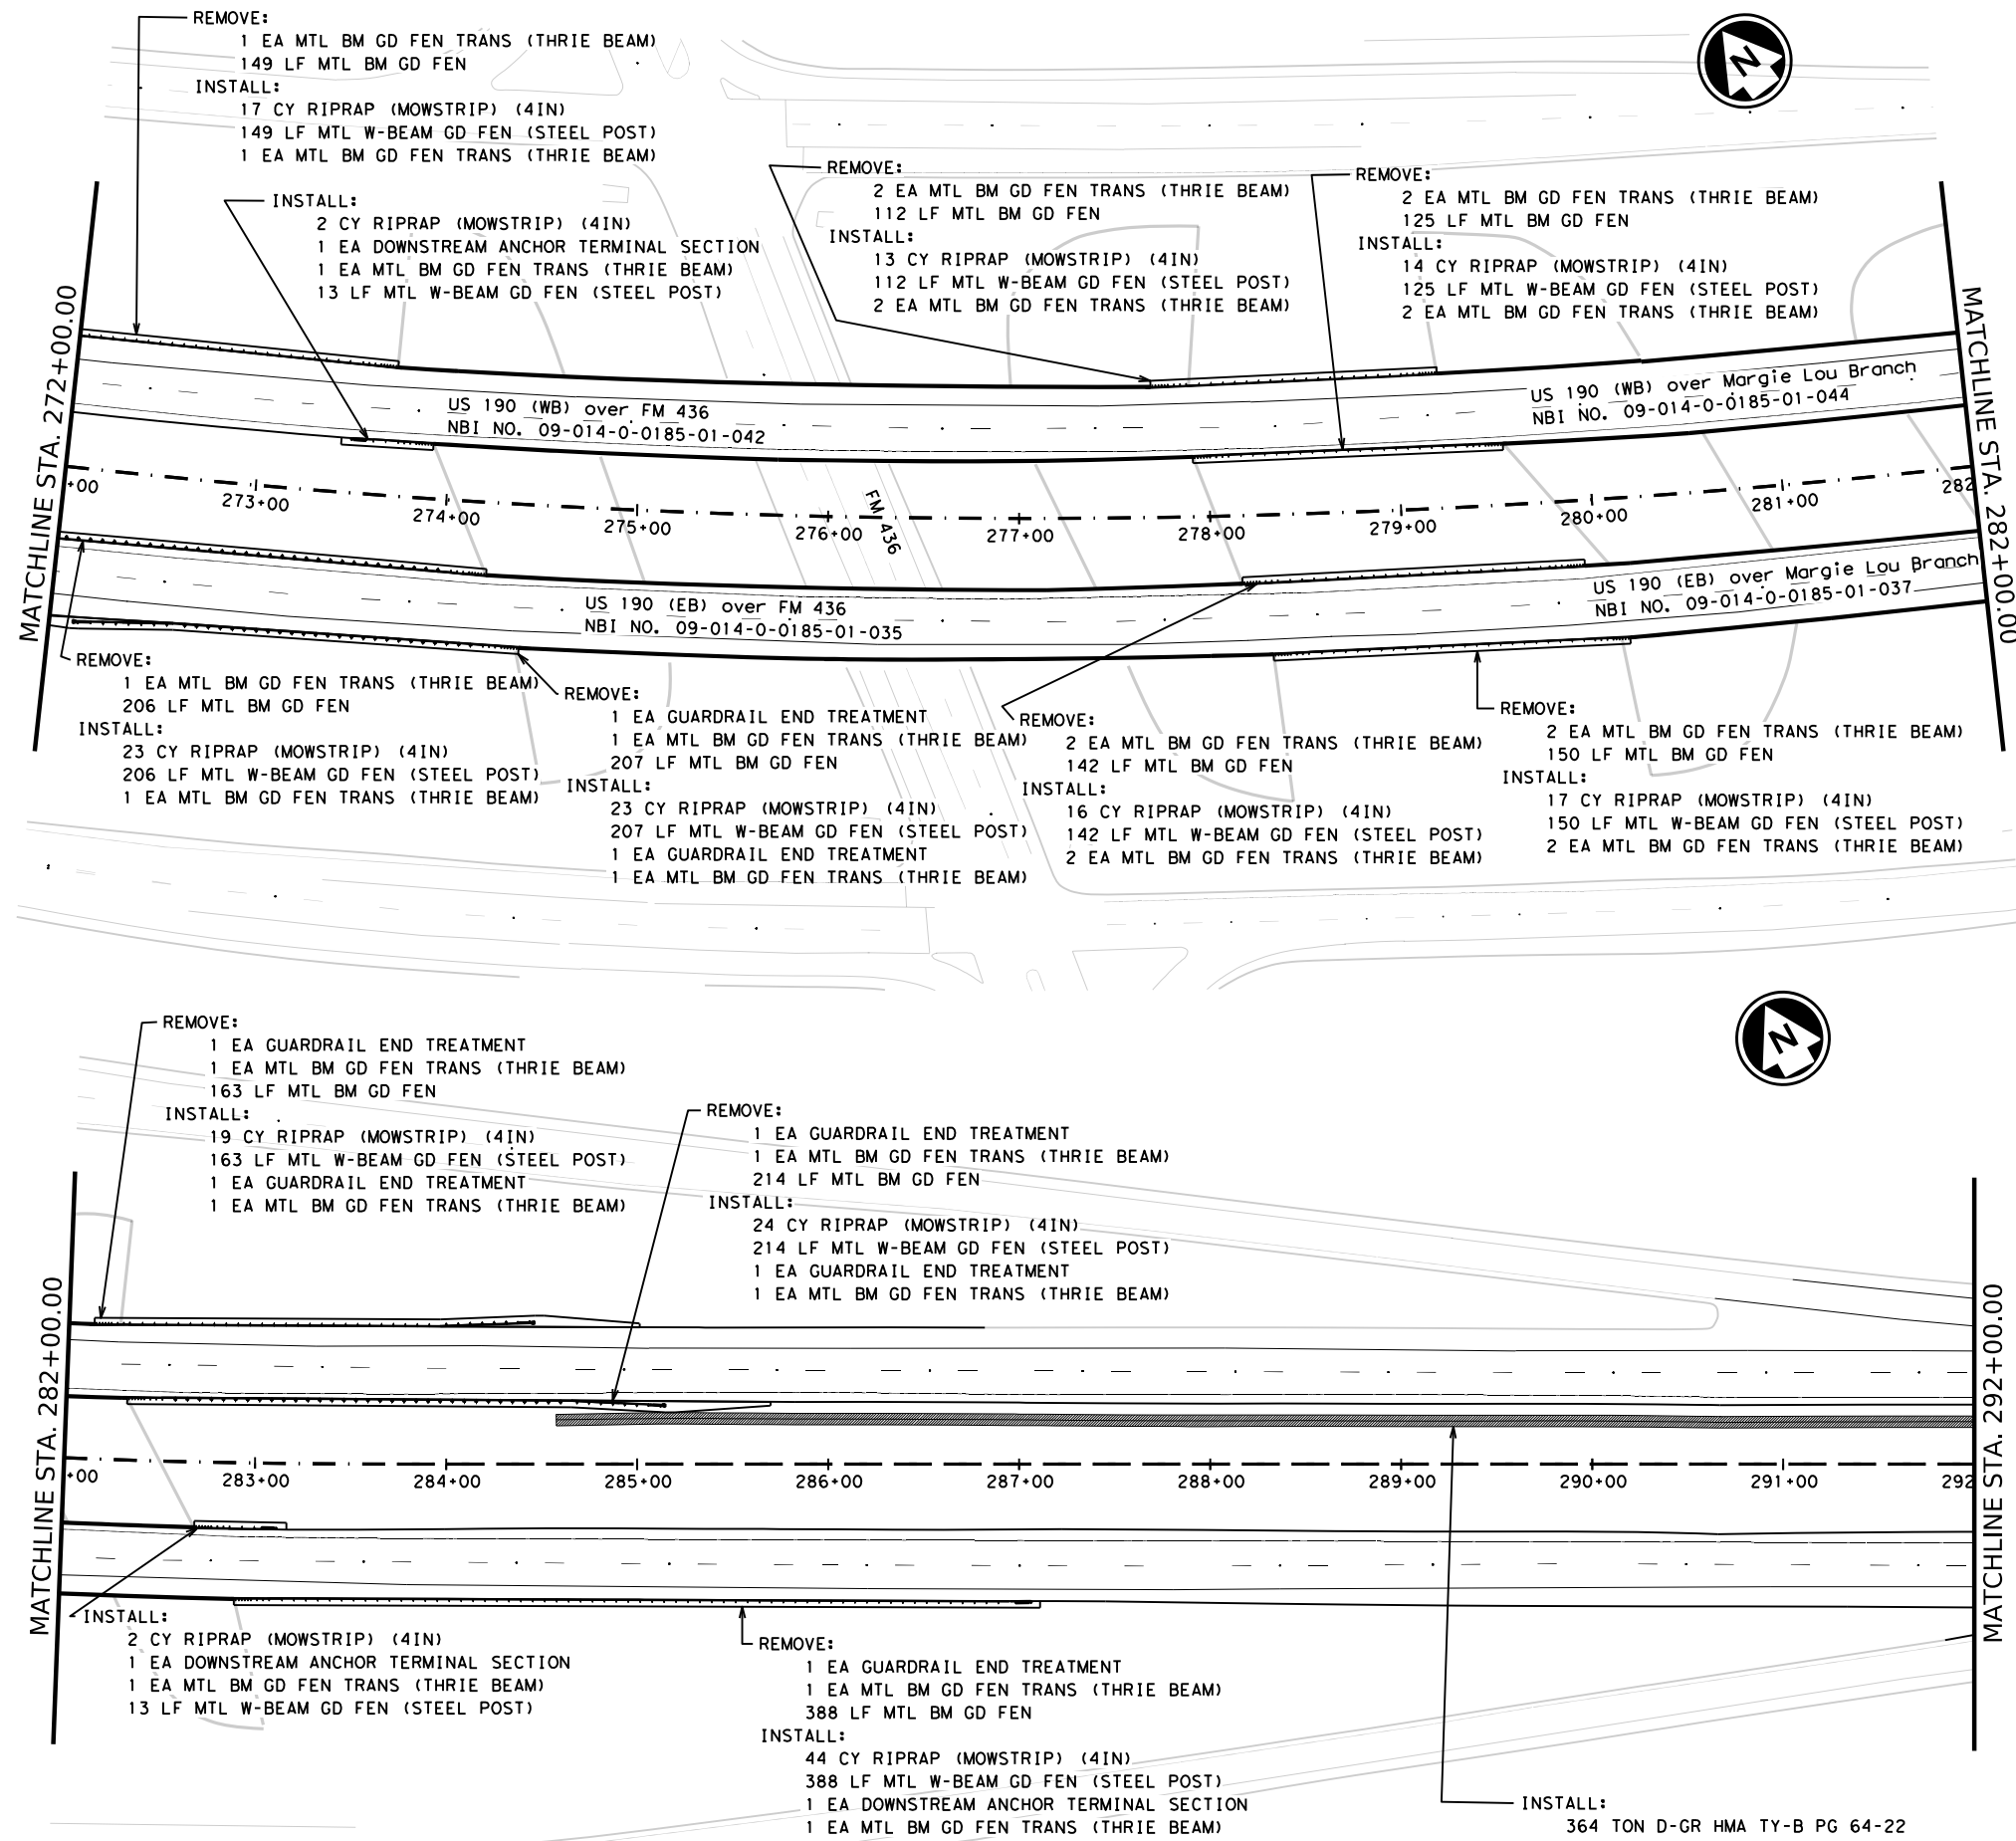 REMOVE:
1 EA MTL BM GD FEN TRANS (THRIE BEAM)
149 LF MTL BM GD FEN
INSTALL:
17 CY RIPRAP (MOWSTRIP) (4IN)
149 LF MTL W-BEAM GD FEN (STEEL POST)
1 EA MTL BM GD FEN TRANS (THRIE BEAM)
INSTALL:
2 CY RIPRAP (MOWSTRIP) (4IN)
1 EA DOWNSTREAM ANCHOR TERMINAL SECTION
1 EA MTL BM GD FEN TRANS (THRIE BEAM)
13 LF MTL W-BEAM GD FEN (STEEL POST)
REMOVE:
2 EA MTL BM GD FEN TRANS (THRIE BEAM)
112 LF MTL BM GD FEN
INSTALL:
13 CY RIPRAP (MOWSTRIP) (4IN)
112 LF MTL W-BEAM GD FEN (STEEL POST)
2 EA MTL BM GD FEN TRANS (THRIE BEAM)
REMOVE:
2 EA MTL BM GD FEN TRANS (THRIE BEAM)
125 LF MTL BM GD FEN
INSTALL:
14 CY RIPRAP (MOWSTRIP) (4IN)
125 LF MTL W-BEAM GD FEN (STEEL POST)
2 EA MTL BM GD FEN TRANS (THRIE BEAM)
N
MATCHLINE STA. 272+00.00
US 190 (WB) over FM 436
NBI NO. 09-014-0-0185-01-042
US 190 (WB) over Margie Lou Branch
NBI NO. 09-014-0-0185-01-044
MATCHLINE STA. 282+00.00
+00
273+00
274+00
275+00
276+00
FM 436
277+00
278+00
279+00
280+00
281+00
282
US 190 (EB) over FM 436
NBI NO. 09-014-0-0185-01-035
US 190 (EB) over Margie Lou Branch
NBI NO. 09-014-0-0185-01-037
REMOVE:
1 EA MTL BM GD FEN TRANS (THRIE BEAM)
206 LF MTL BM GD FEN
INSTALL:
23 CY RIPRAP (MOWSTRIP) (4IN)
206 LF MTL W-BEAM GD FEN (STEEL POST)
1 EA MTL BM GD FEN TRANS (THRIE BEAM)
REMOVE:
1 EA GUARDRAIL END TREATMENT
1 EA MTL BM GD FEN TRANS (THRIE BEAM)
207 LF MTL BM GD FEN
INSTALL:
23 CY RIPRAP (MOWSTRIP) (4IN)
207 LF MTL W-BEAM GD FEN (STEEL POST)
1 EA GUARDRAIL END TREATMENT
1 EA MTL BM GD FEN TRANS (THRIE BEAM)
REMOVE:
2 EA MTL BM GD FEN TRANS (THRIE BEAM)
142 LF MTL BM GD FEN
INSTALL:
16 CY RIPRAP (MOWSTRIP) (4IN)
142 LF MTL W-BEAM GD FEN (STEEL POST)
2 EA MTL BM GD FEN TRANS (THRIE BEAM)
REMOVE:
2 EA MTL BM GD FEN TRANS (THRIE BEAM)
150 LF MTL BM GD FEN
INSTALL:
17 CY RIPRAP (MOWSTRIP) (4IN)
150 LF MTL W-BEAM GD FEN (STEEL POST)
2 EA MTL BM GD FEN TRANS (THRIE BEAM)
N
REMOVE:
1 EA GUARDRAIL END TREATMENT
1 EA MTL BM GD FEN TRANS (THRIE BEAM)
163 LF MTL BM GD FEN
INSTALL:
19 CY RIPRAP (MOWSTRIP) (4IN)
163 LF MTL W-BEAM GD FEN (STEEL POST)
1 EA GUARDRAIL END TREATMENT
1 EA MTL BM GD FEN TRANS (THRIE BEAM)
REMOVE:
1 EA GUARDRAIL END TREATMENT
1 EA MTL BM GD FEN TRANS (THRIE BEAM)
214 LF MTL BM GD FEN
INSTALL:
24 CY RIPRAP (MOWSTRIP) (4IN)
214 LF MTL W-BEAM GD FEN (STEEL POST)
1 EA GUARDRAIL END TREATMENT
1 EA MTL BM GD FEN TRANS (THRIE BEAM)
MATCHLINE STA. 282+00.00
+00
283+00
284+00
285+00
286+00
287+00
288+00
289+00
290+00
291+00
292
MATCHLINE STA. 292+00.00
INSTALL:
2 CY RIPRAP (MOWSTRIP) (4IN)
1 EA DOWNSTREAM ANCHOR TERMINAL SECTION
1 EA MTL BM GD FEN TRANS (THRIE BEAM)
13 LF MTL W-BEAM GD FEN (STEEL POST)
REMOVE:
1 EA GUARDRAIL END TREATMENT
1 EA MTL BM GD FEN TRANS (THRIE BEAM)
388 LF MTL BM GD FEN
INSTALL:
44 CY RIPRAP (MOWSTRIP) (4IN)
388 LF MTL W-BEAM GD FEN (STEEL POST)
1 EA DOWNSTREAM ANCHOR TERMINAL SECTION
1 EA MTL BM GD FEN TRANS (THRIE BEAM)
INSTALL:
364 TON D-GR HMA TY-B PG 64-22